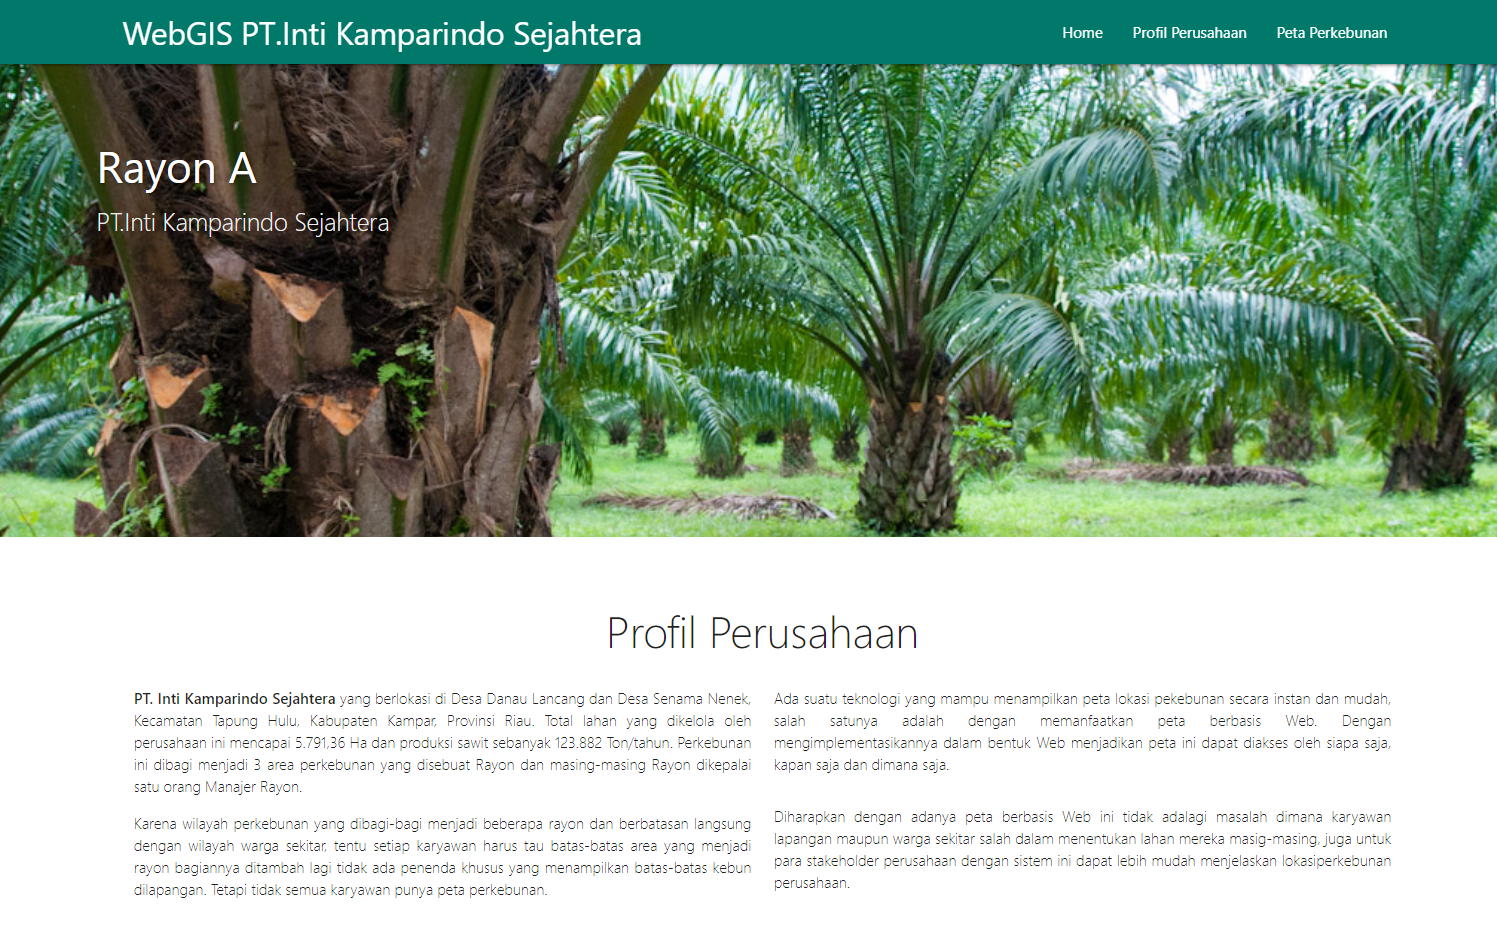 WebGIS PT.Inti Kamparindo Sejahtera
Home Profil Perusahaan Peta Perkebunan
Rayon A
PT.Inti Kamparindo Sejahtera
Profil Perusahaan
PT. Inti Kamparindo Sejahtera yang berlokasi di Desa Danau Lancang dan Desa Senama Nenek,
Kecamatan Tapung Hulu, Kabupaten Kampar, Provinsi Riau. Total lahan yang dikelola oleh
perusahaan ini mencapai 5.791,36 Ha dan produksi sawit sebanyak 123.882 Ton/tahun. Perkebunan
ini dibagi menjadi 3 area perkebunan yang disebuat Rayon dan masing-masing Rayon dikepalai
satu orang Manajer Rayon.
Karena wilayah perkebunan yang dibagi-bagi menjadi beberapa rayon dan berbatasan langsung
dengan wilayah warga sekitar, tentu setiap karyawan harus tau batas-batas area yang menjadi
rayon bagiannya ditambah lagi tidak ada penenda khusus yang menampilkan batas-batas kebun
dilapangan. Tetapi tidak semua karyawan punya peta perkebunan.
Ada suatu teknologi yang mampu menampilkan peta lokasi pekebunan secara instan dan mudah,
salah satunya adalah dengan memanfaatkan peta berbasis Web. Dengan
mengimplementasikannya dalam bentuk Web menjadikan peta ini dapat diakses oleh siapa saja,
kapan saja dan dimana saja.
Diharapkan dengan adanya peta berbasis Web ini tidak adalagi masalah dimana karyawan
lapangan maupun warga sekitar salah dalam menentukan lahan mereka masig-masing, juga untuk
para stakeholder perusahaan dengan sistem ini dapat lebih mudah menjelaskan lokasiperkebunan
perusahaan.